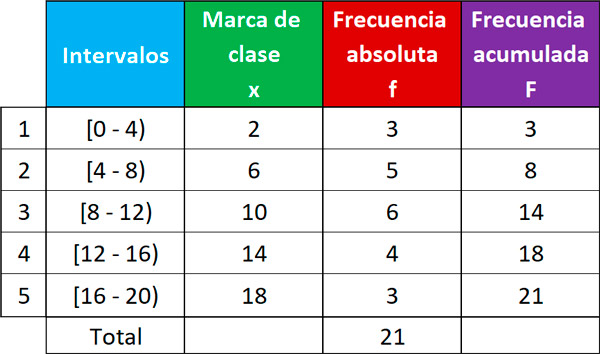 Intervalos Marca de clase x Frecuencia absoluta f Frecuencia acumulada F
1 [0 - 4) 2 3 3
2 [4 - 8) 6 5 8
3 [8 - 12) 10 6 14
4 [12 - 16) 14 4 18
5 [16 - 20) 18 3 21
Total 21